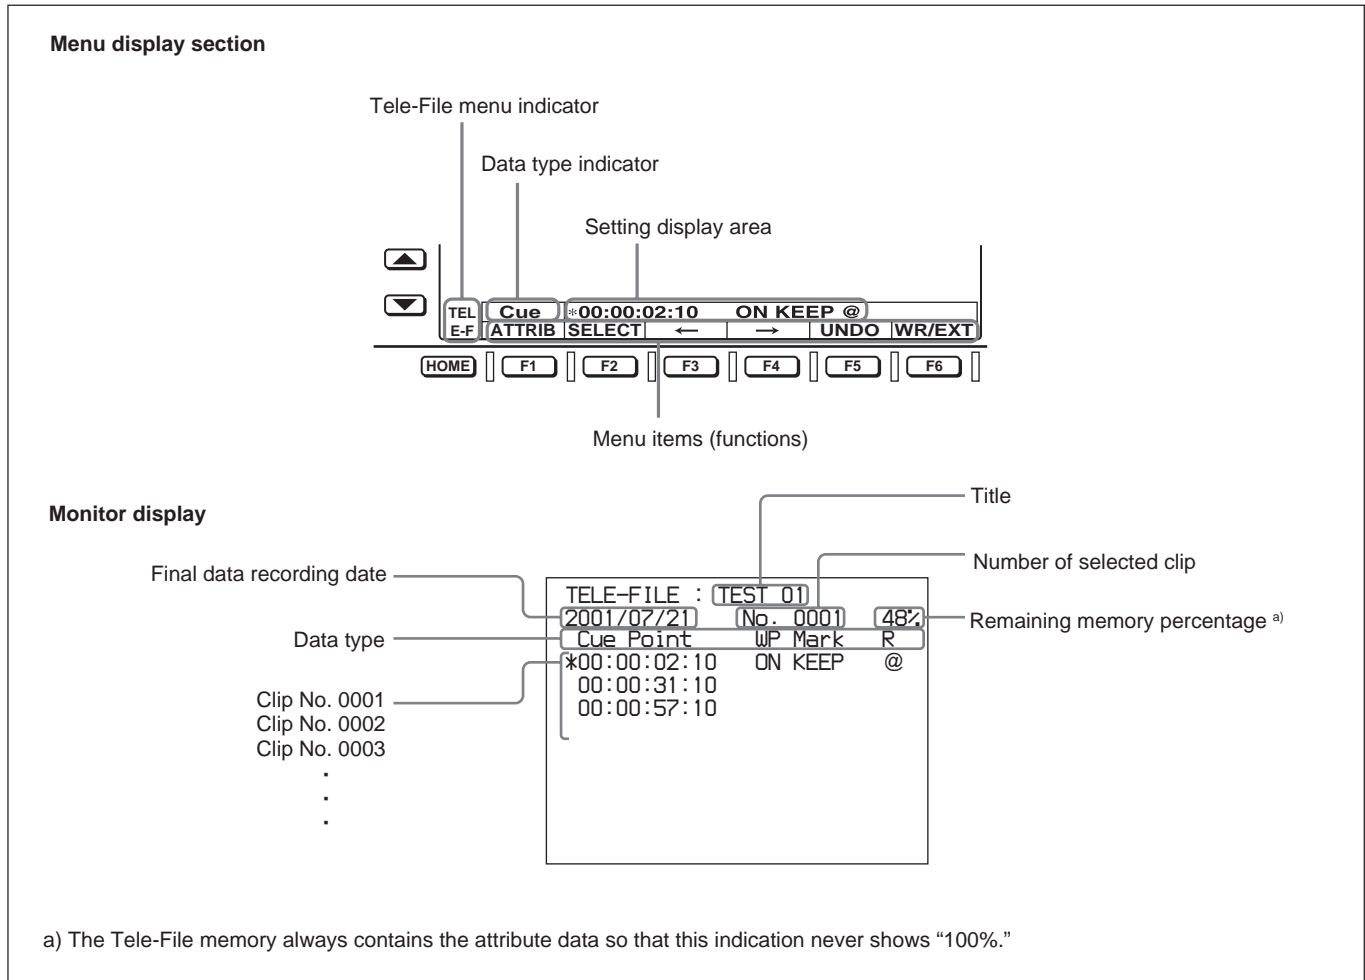 Menu display section
Tele-File menu indicator
Data type indicator
Setting display area
TEL
E-F
Cue
*00:00:02:10 ON KEEP @
ATTRIB SELECT ← → UNDO WR/EXT
HOME F1 F2 F3 F4 F5 F6
Menu items (functions)
Monitor display
Title
Number of selected clip
Final data recording date
Remaining memory percentage a)
Data type
TELE-FILE : TEST 01
2001/07/21 No. 0001 48%
Cue Point WP Mark R
*00:00:02:10 ON KEEP @
00:00:31:10
00:00:57:10
Clip No. 0001
Clip No. 0002
Clip No. 0003
.
.
.
a) The Tele-File memory always contains the attribute data so that this indication never shows “100%.”